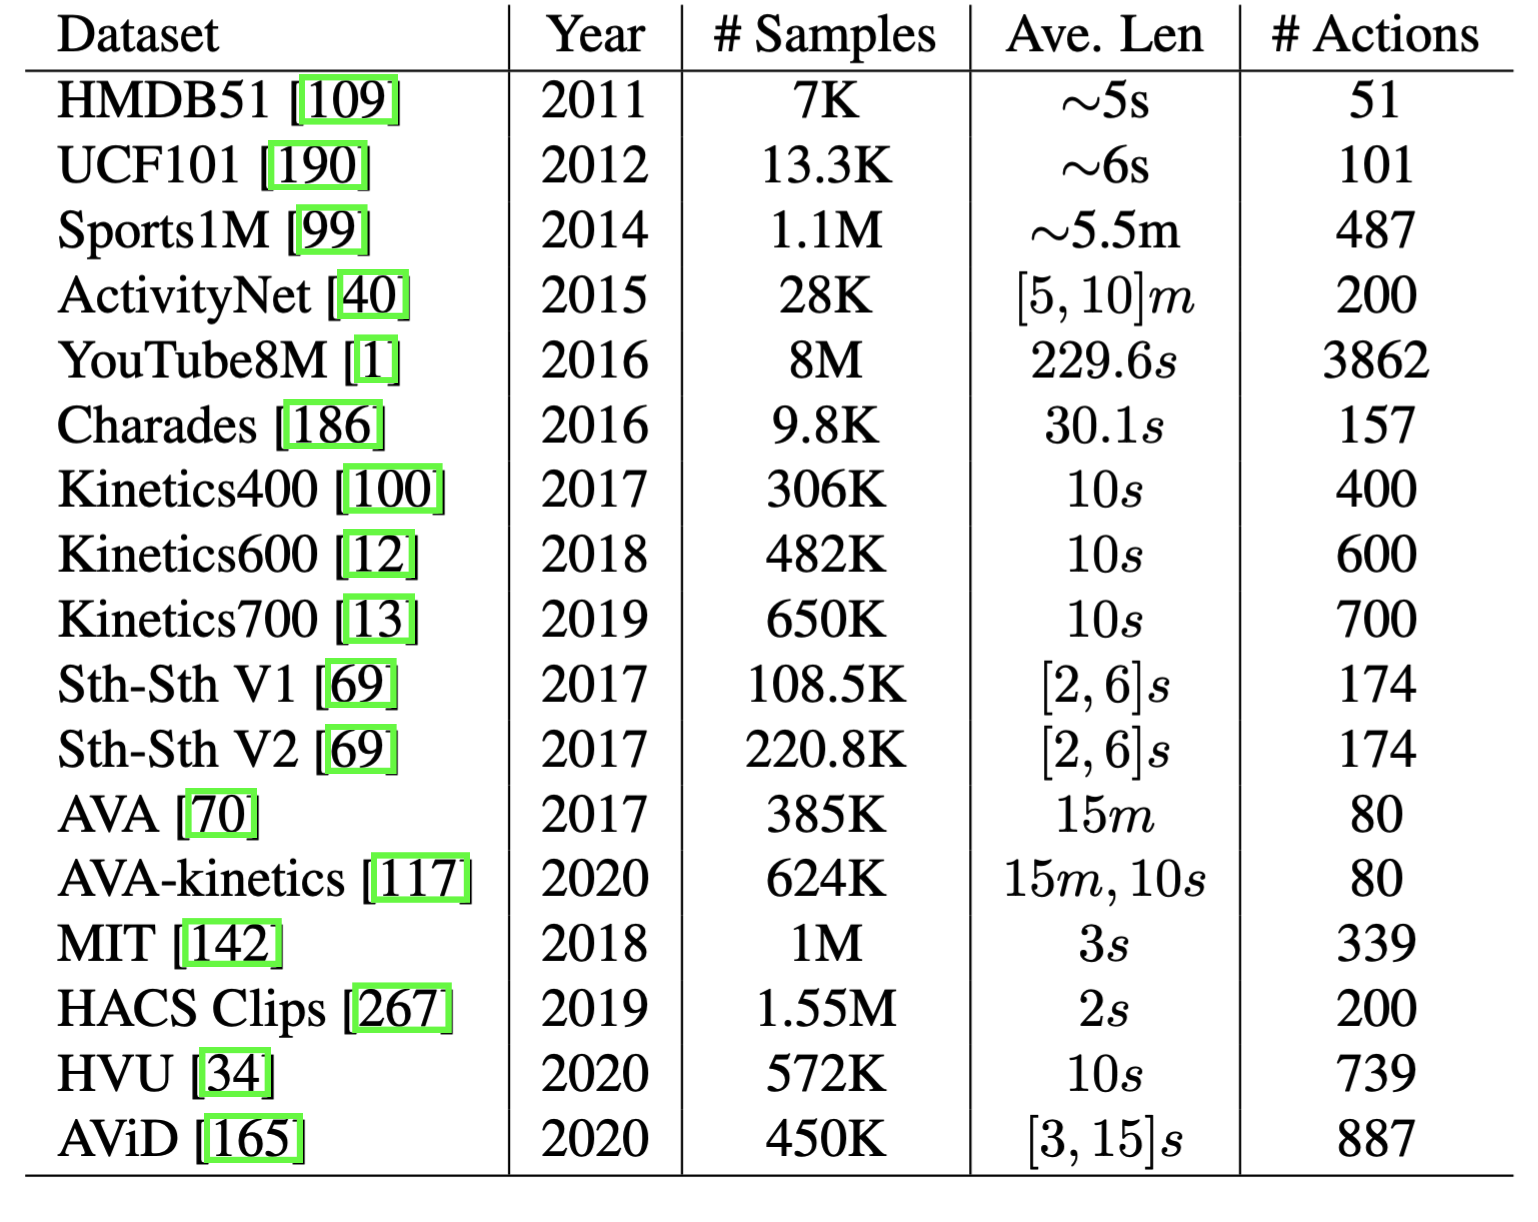 Dataset Year # Samples Ave. Len # Actions
HMDB51 [109] 2011 7K ~5s 51
UCF101 [190] 2012 13.3K ~6s 101
Sports1M [99] 2014 1.1M ~5.5m 487
ActivityNet [40] 2015 28K [5, 10]m 200
YouTube8M [1] 2016 8M 229.6s 3862
Charades [186] 2016 9.8K 30.1s 157
Kinetics400 [100] 2017 306K 10s 400
Kinetics600 [12] 2018 482K 10s 600
Kinetics700 [13] 2019 650K 10s 700
Sth-Sth V1 [69] 2017 108.5K [2, 6]s 174
Sth-Sth V2 [69] 2017 220.8K [2, 6]s 174
AVA [70] 2017 385K 15m 80
AVA-kinetics [117] 2020 624K 15m, 10s 80
MIT [142] 2018 1M 3s 339
HACS Clips [267] 2019 1.55M 2s 200
HVU [34] 2020 572K 10s 739
AViD [165] 2020 450K [3, 15]s 887